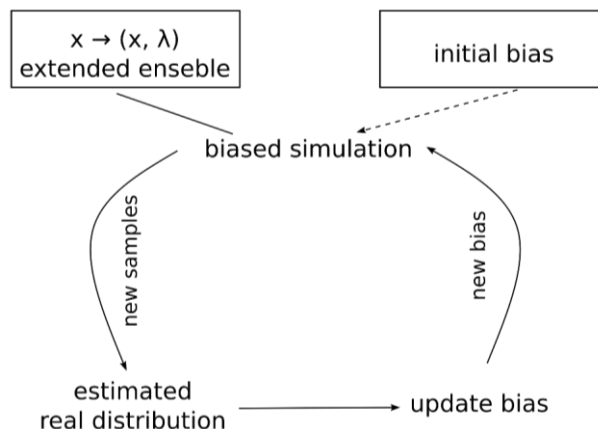 x → (x, λ)
extended enseble
initial bias
biased simulation
new samples
new bias
estimated
real distribution
update bias